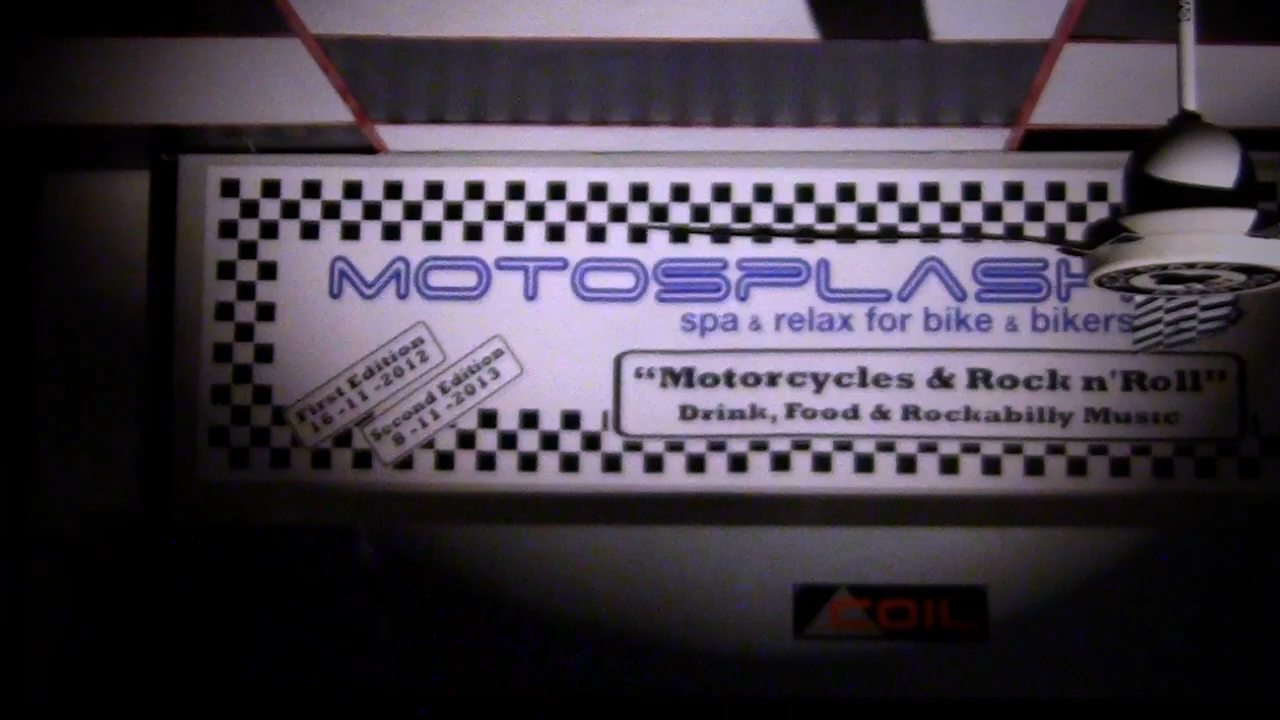 MOTOSPLASH
spa & relax for bike & bikers
First Edition
16-11-2012
Second Edition
8-11-2013
"Motorcycles & Rock n'Roll"
Drink, Food & Rockabilly Music
COIL